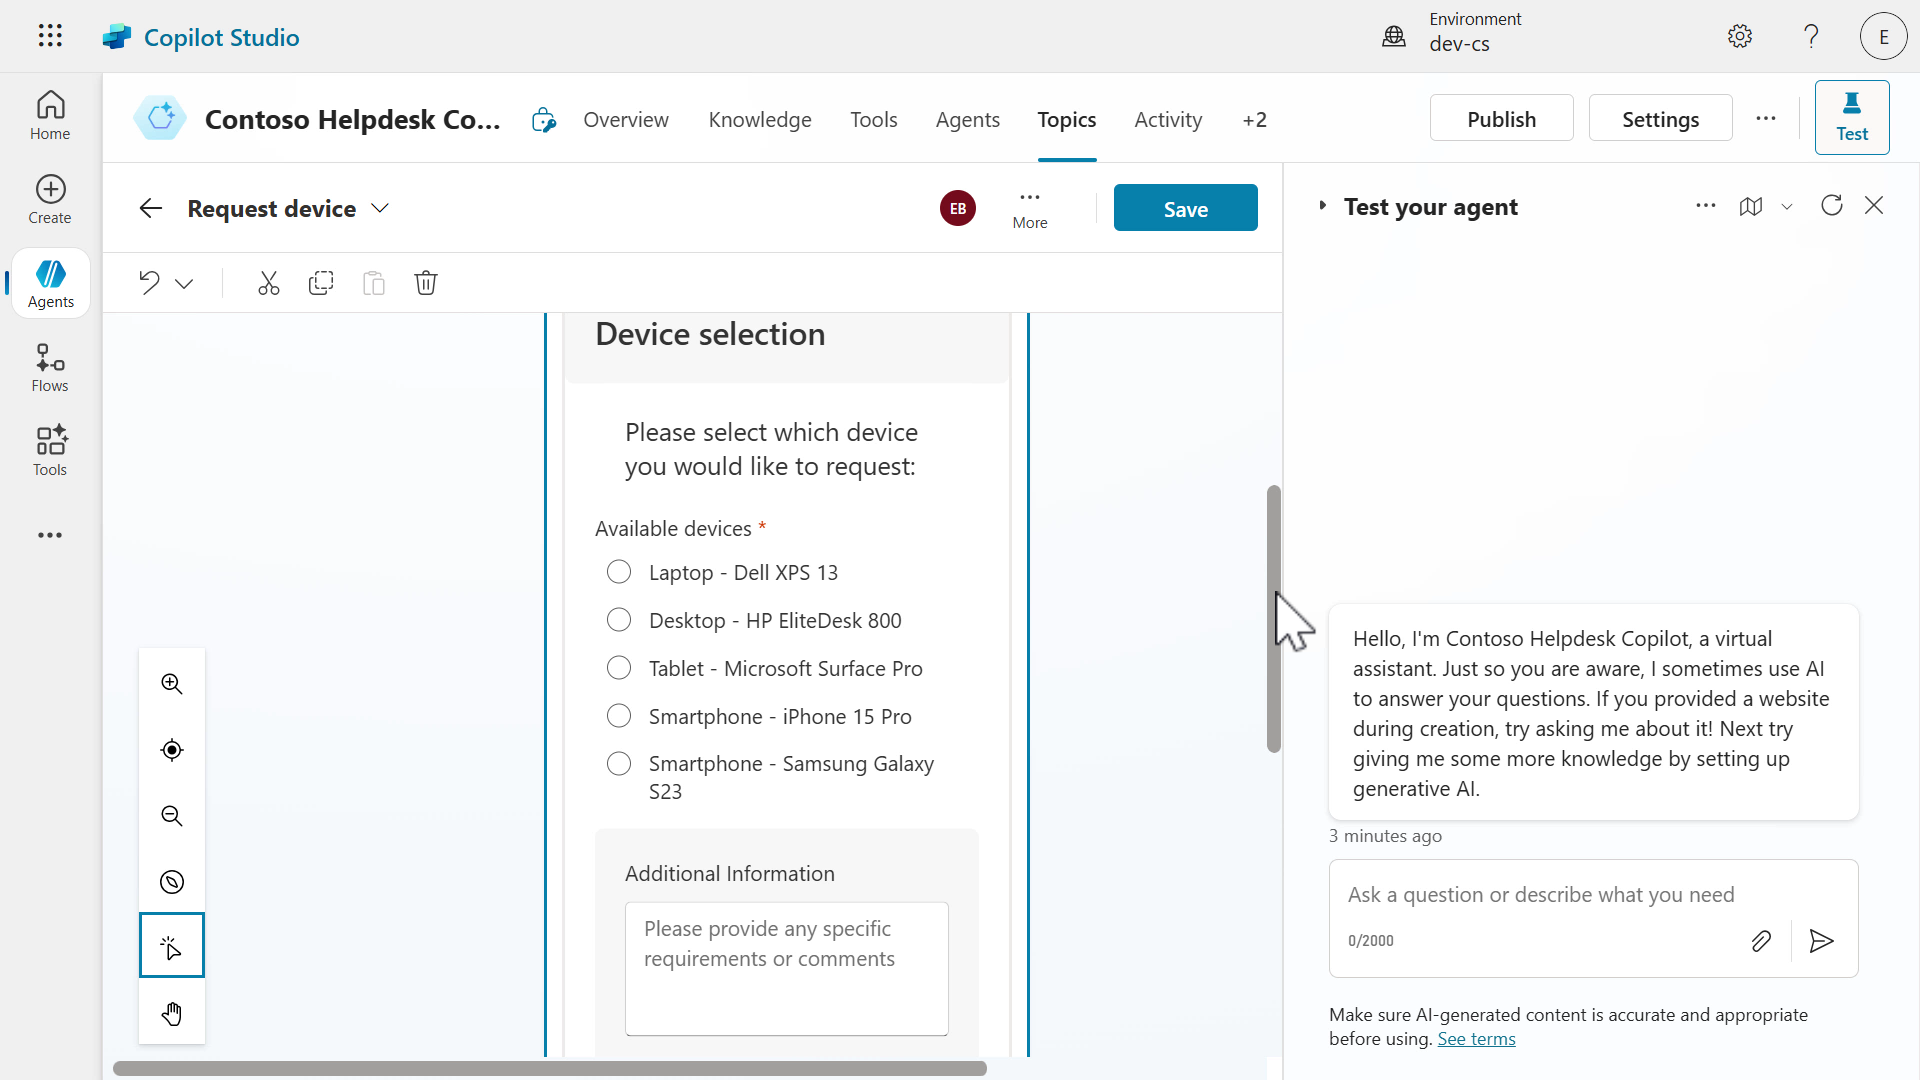 Copilot Studio
Environment
dev-cs
E
Home
Create
Agents
Flows
Tools
Contoso Helpdesk Co...
Overview
Knowledge
Tools
Agents
Topics
Activity
+2
Publish
Settings
Test
Request device
EB
More
Save
Device selection
Please select which device
you would like to request:
Available devices *
Laptop - Dell XPS 13
Desktop - HP EliteDesk 800
Tablet - Microsoft Surface Pro
Smartphone - iPhone 15 Pro
Smartphone - Samsung Galaxy
S23
Additional Information
Please provide any specific
requirements or comments
Test your agent
Hello, I'm Contoso Helpdesk Copilot, a virtual
assistant. Just so you are aware, I sometimes use AI
to answer your questions. If you provided a website
during creation, try asking me about it! Next try
giving me some more knowledge by setting up
generative AI.
3 minutes ago
Ask a question or describe what you need
0/2000
Make sure AI-generated content is accurate and appropriate
before using. See terms